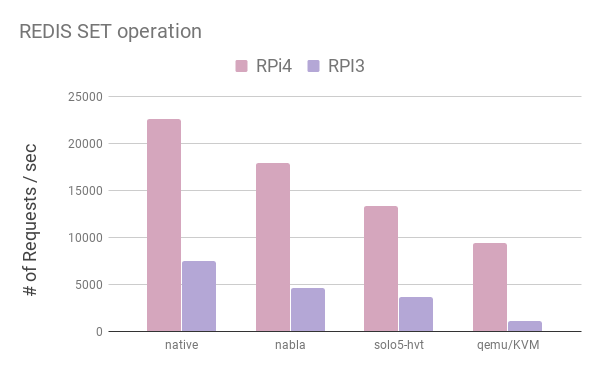 REDIS SET operation
RPi4 RPI3
# of Requests / sec
25000
20000
15000
10000
5000
0
native nabla solo5-hvt qemu/KVM